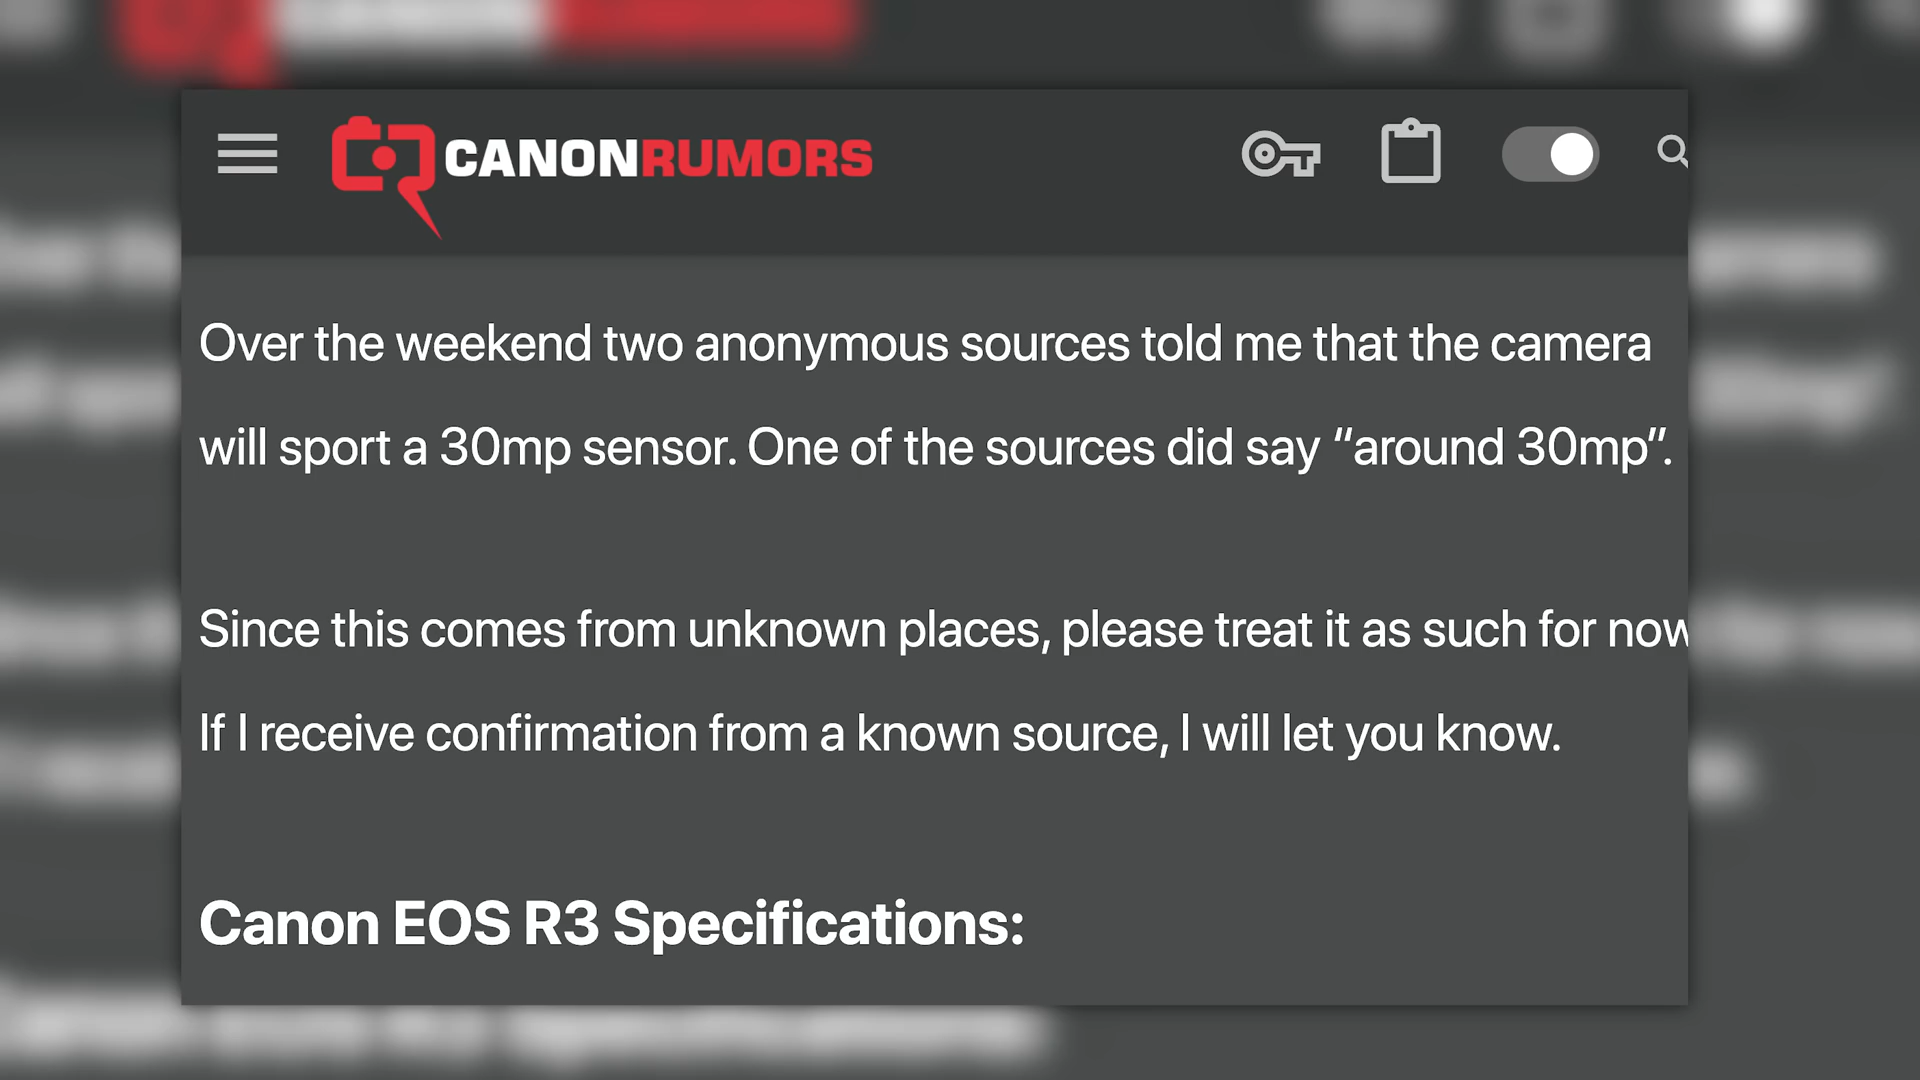 CANONRUMORS
Over the weekend two anonymous sources told me that the camera
will sport a 30mp sensor. One of the sources did say “around 30mp”.
Since this comes from unknown places, please treat it as such for now
If I receive confirmation from a known source, I will let you know.
Canon EOS R3 Specifications: